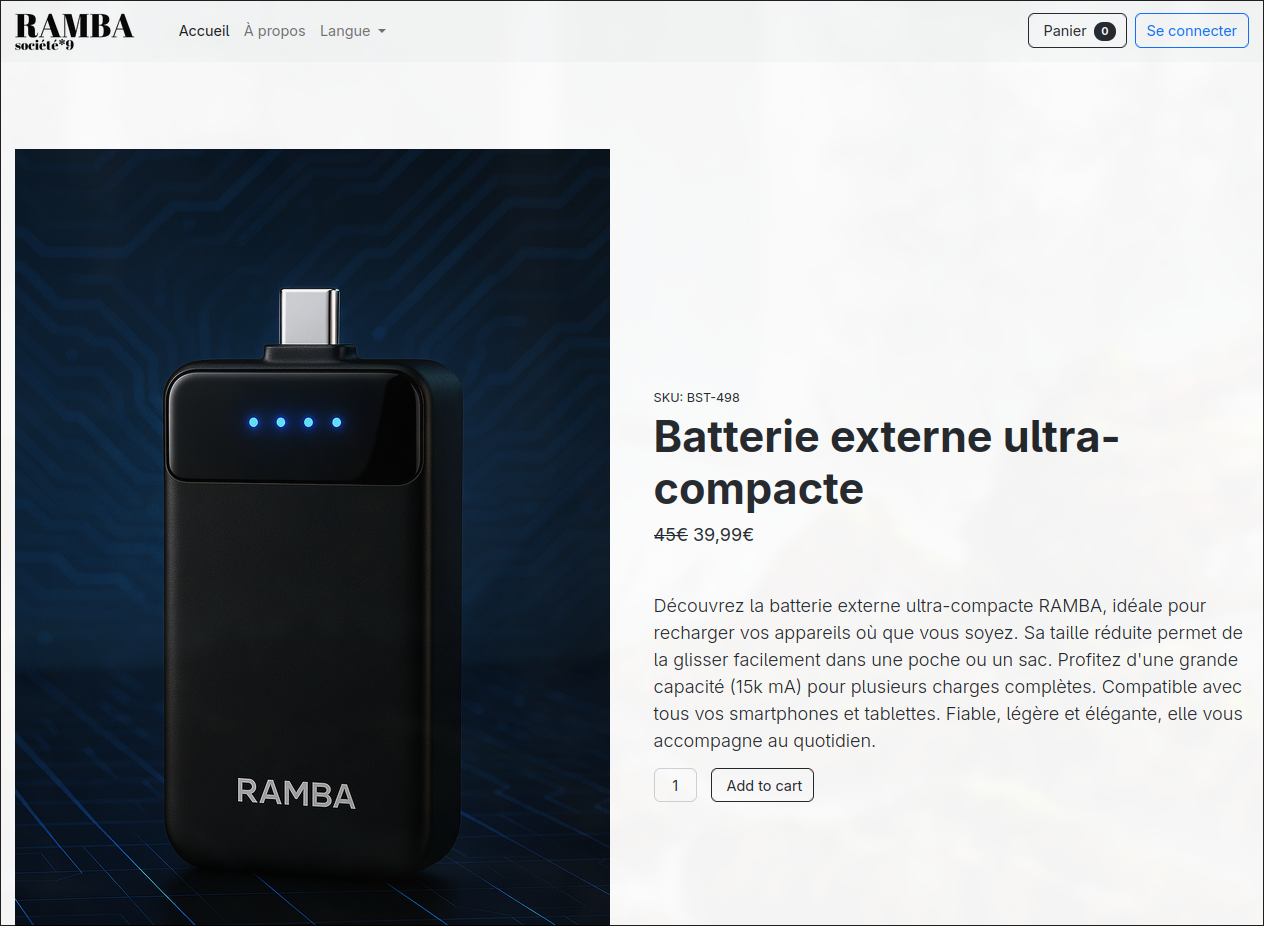 RAMBA
société*9
Accueil À propos Langue
Panier 0 Se connecter
SKU: BST-498
Batterie externe ultra-
compacte
45€ 39,99€
Découvrez la batterie externe ultra-compacte RAMBA, idéale pour
recharger vos appareils où que vous soyez. Sa taille réduite permet de
la glisser facilement dans une poche ou un sac. Profitez d'une grande
capacité (15k mA) pour plusieurs charges complètes. Compatible avec
tous vos smartphones et tablettes. Fiable, légère et élégante, elle vous
accompagne au quotidien.
1 Add to cart
RAMBA